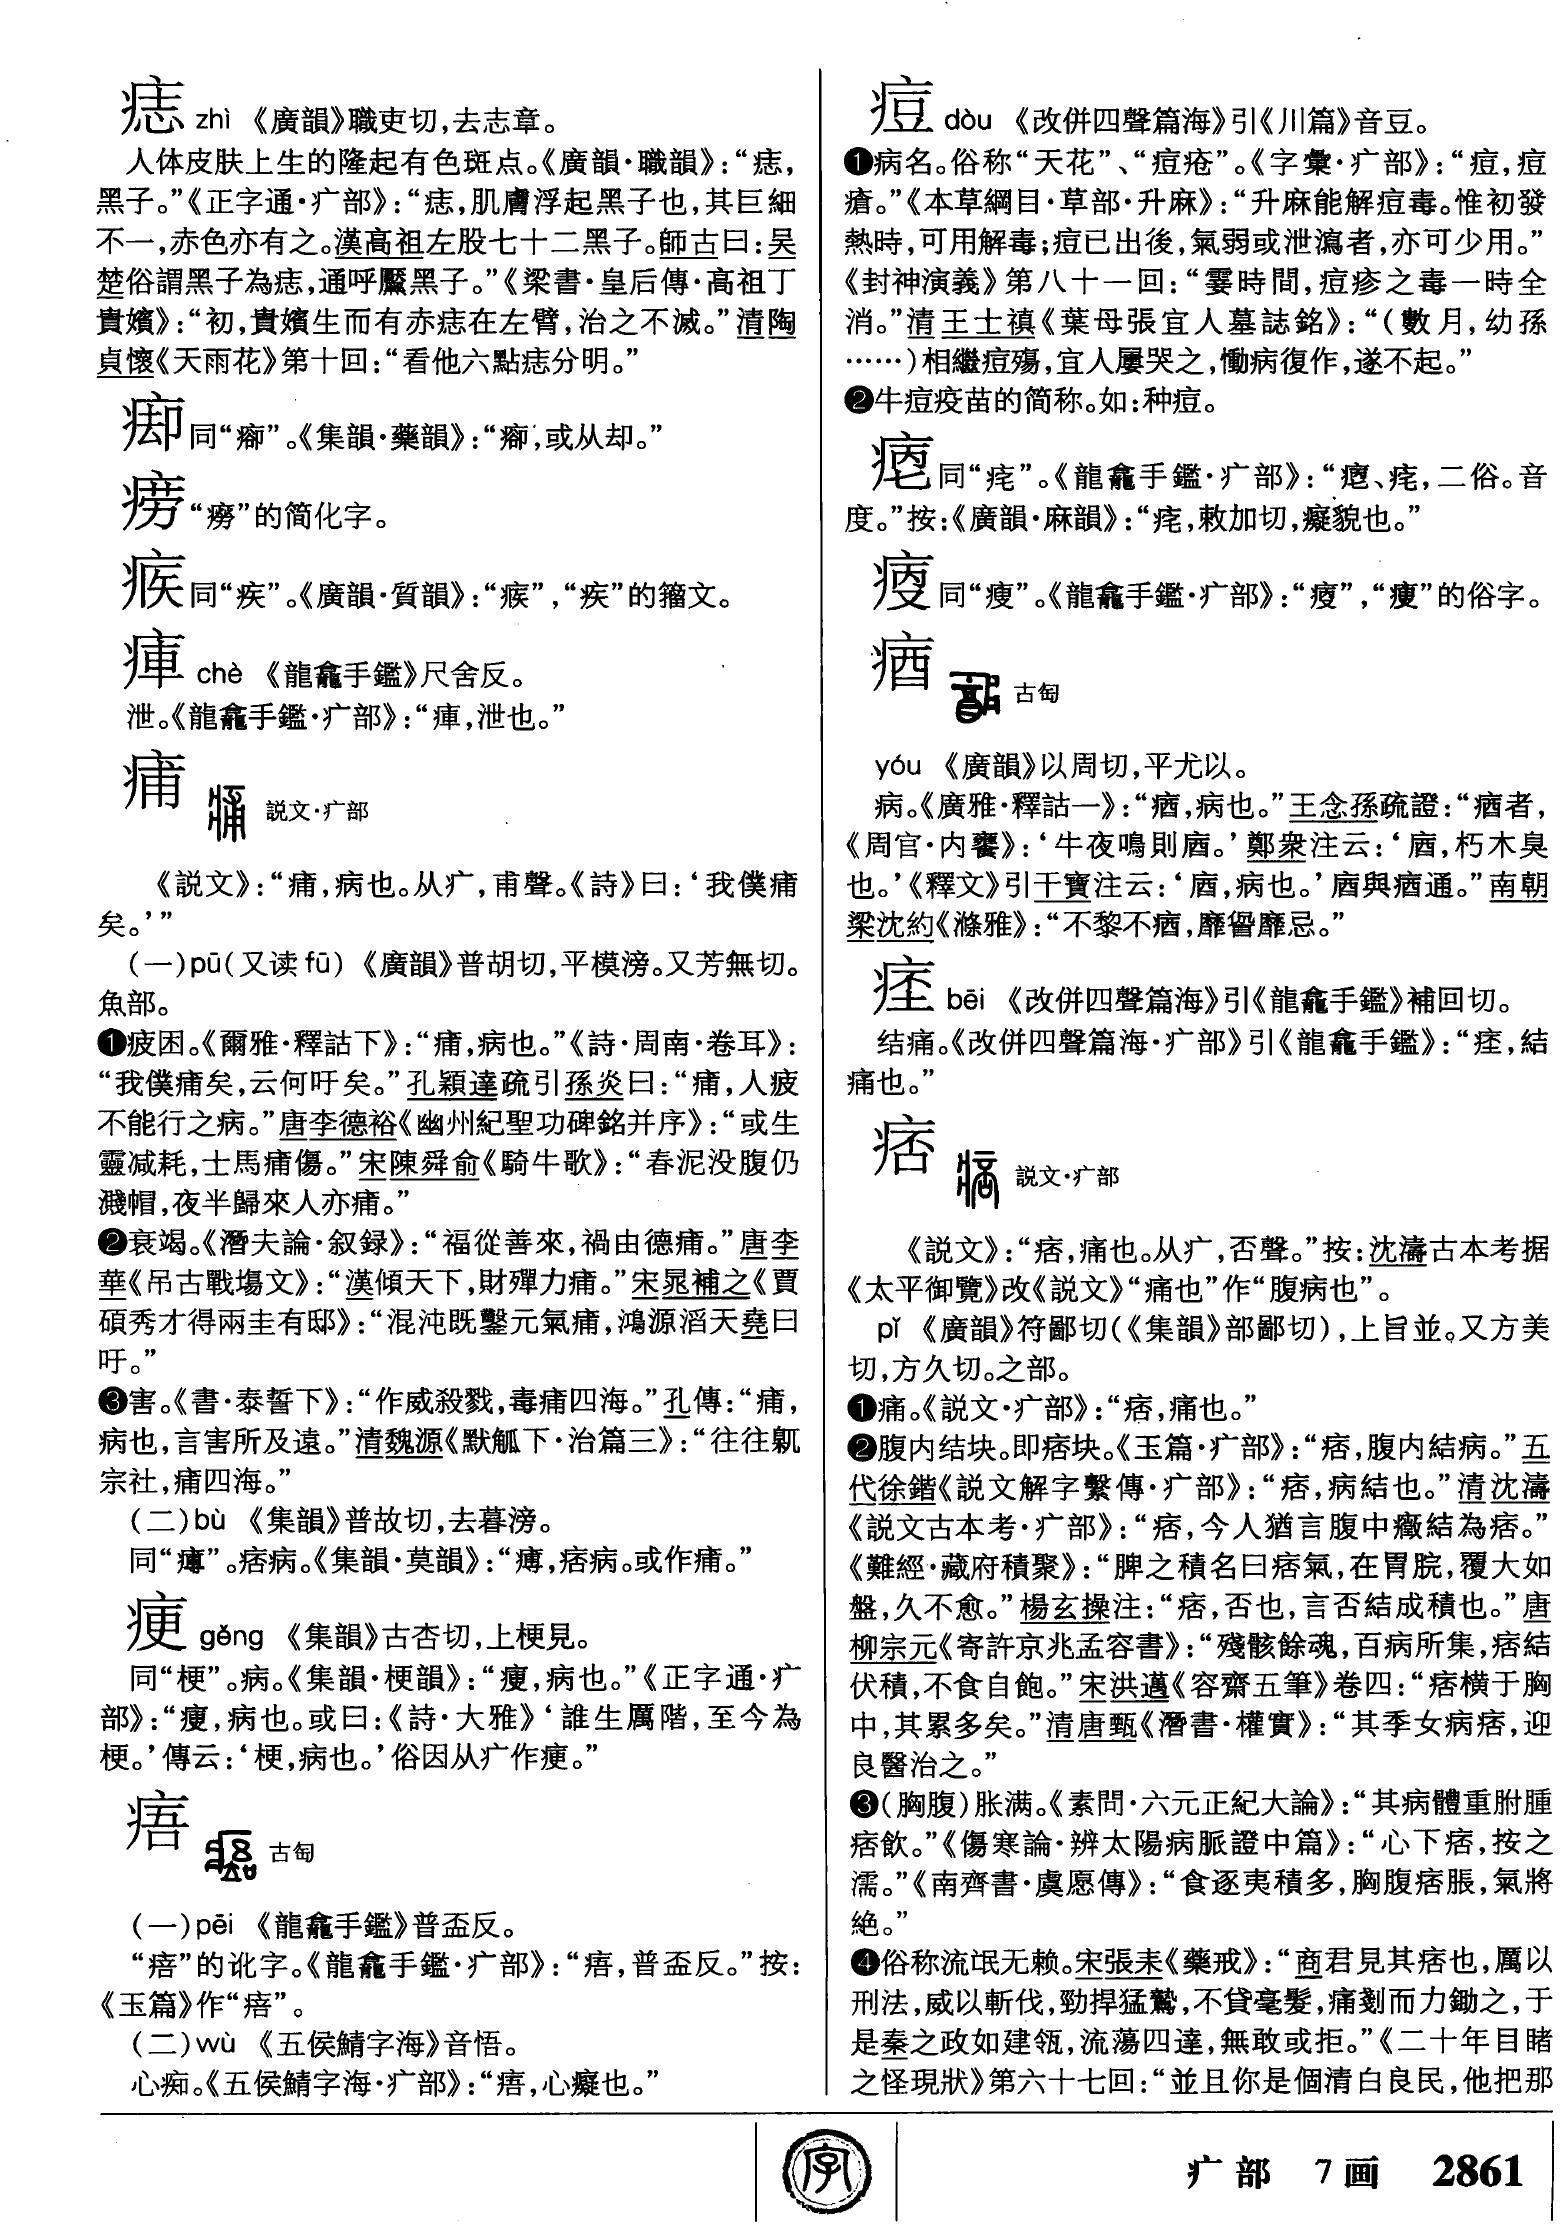 痣 zhì 《廣韻》職吏切，去志章。
人体皮肤上生的隆起有色斑点。《廣韻·職韻》：“痣，
黑子。”《正字通·疒部》：“痣，肌膚浮起黑子也，其巨細
不一，赤色亦有之。漢高祖左股七十二黑子。師古曰：吴
楚俗謂黑子為痣，通呼黶黑子。”《梁書·皇后傳·高祖丁
貴嬪》：“初，貴嬪生而有赤痣在左臂，治之不滅。”清陶
貞懷《天雨花》第十回：“看他六點痣分明。”
同“㾡”。《集韻·藥韻》：“㾡，或从却。”
痨 “癆”的简化字。
同“疾”。《廣韻·質韻》：“㾈”，“疾”的籀文。
㾝 chè 《龍龕手鑑》尺舍反。
泄。《龍龕手鑑·疒部》：“㾝，泄也。”
痡 説文·疒部
《説文》：“痡，病也。从疒，甫聲。《詩》曰：‘我僕痡
矣。’”
(一)pū(又读fū) 《廣韻》普胡切，平模滂。又芳無切。
魚部。
❶疲困。《爾雅·釋詁下》：“痡，病也。”《詩·周南·卷耳》：
“我僕痡矣，云何吁矣。”孔穎達疏引孫炎曰：“痡，人疲
不能行之病。”唐李德裕《幽州紀聖功碑銘并序》：“或生
靈减耗，士馬痡傷。”宋陳舜俞《騎牛歌》：“春泥没腹仍
濺帽，夜半歸來人亦痡。”
❷衰竭。《潛夫論·叙録》：“福從善來，禍由德痡。”唐李
華《吊古戰場文》：“漢傾天下，財殫力痡。”宋晁補之《賈
碩秀才得兩圭有邸》：“混沌既鑿元氣痡，鴻源滔天堯曰
吁。”
❸害。《書·泰誓下》：“作威殺戮，毒痡四海。”孔傳：“痡，
病也，言害所及遠。”清魏源《默觚下·治篇三》：“往往甈
宗社，痡四海。”
(二)bù 《集韻》普故切，去暮滂。
同“㾭”。痞病。《集韻·莫韻》：“㾭，痞病。或作痡。”
㾘 gěng 《集韻》古杏切，上梗見。
同“梗”。病。《集韻·梗韻》：“㾘，病也。”《正字通·疒
部》：“㾘，病也。或曰：《詩·大雅》‘誰生厲階，至今為
梗。’傳云：‘梗，病也。’俗因从疒作㾘。”
痦 古匋
(一)pēi 《龍龕手鑑》普盃反。
“㾦”的讹字。《龍龕手鑑·疒部》：“痦，普盃反。”按：
《玉篇》作“㾦”。
(二)wù 《五侯鯖字海》音悟。
心痴。《五侯鯖字海·疒部》：“痦，心癡也。”
痘 dòu 《改併四聲篇海》引《川篇》音豆。
❶病名。俗称“天花”、“痘疮”。《字彙·疒部》：“痘，痘
瘡。”《本草綱目·草部·升麻》：“升麻能解痘毒。惟初發
熱時，可用解毒；痘已出後，氣弱或泄瀉者，亦可少用。”
《封神演義》第八十一回：“霎時間，痘疹之毒一時全
消。”清王士禛《葉母張宜人墓誌銘》：“(數月，幼孫
……)相繼痘殤，宜人屢哭之，慟病復作，遂不起。”
❷牛痘疫苗的简称。如：种痘。
同“㾎”。《龍龕手鑑·疒部》：“、㾎，二俗。音
度。”按：《廣韻·麻韻》：“㾎，敕加切，癡貌也。”
同“瘦”。《龍龕手鑑·疒部》：“”，“瘦”的俗字。
㾞 古匋
yóu 《廣韻》以周切，平尤以。
病。《廣雅·釋詁一》：“㾞，病也。”王念孫疏證：“㾞者，
《周官·内饔》：‘牛夜鳴則庮。’鄭衆注云：‘庮，朽木臭
也。’《釋文》引干寶注云：‘庮，病也。’庮與㾞通。”南朝
梁沈約《滌雅》：“不黎不㾞，靡眚靡忌。”
bēi 《改併四聲篇海》引《龍龕手鑑》補回切。
结痛。《改併四聲篇海·疒部》引《龍龕手鑑》：“，結
痛也。”
痞 説文·疒部
《説文》：“痞，痛也。从疒，否聲。”按：沈濤古本考据
《太平御覽》改《説文》“痛也”作“腹病也”。
pǐ 《廣韻》符鄙切(《集韻》部鄙切)，上旨並。又方美
切，方久切。之部。
❶痛。《説文·疒部》：“痞，痛也。”
❷腹内结块。即痞块。《玉篇·疒部》：“痞，腹内結病。”五
代徐鍇《説文解字繫傳·疒部》：“痞，病結也。”清沈濤
《説文古本考·疒部》：“痞，今人猶言腹中癥結為痞。”
《難經·藏府積聚》：“脾之積名曰痞氣，在胃脘，覆大如
盤，久不愈。”楊玄操注：“痞，否也，言否結成積也。”唐
柳宗元《寄許京兆孟容書》：“殘骸餘魂，百病所集，痞結
伏積，不食自飽。”宋洪邁《容齋五筆》卷四：“痞横于胸
中，其累多矣。”清唐甄《潛書·權實》：“其季女病痞，迎
良醫治之。”
❸(胸腹)胀满。《素問·六元正紀大論》：“其病體重胕腫
痞飲。”《傷寒論·辨太陽病脈證中篇》：“心下痞，按之
濡。”《南齊書·虞愿傳》：“食逐夷積多，胸腹痞脹，氣將
絶。”
❹俗称流氓无赖。宋張耒《藥戒》：“商君見其痞也，厲以
刑法，威以斬伐，勁捍猛鷙，不貸毫髮，痛剗而力鋤之，于
是秦之政如建瓴，流蕩四達，無敢或拒。”《二十年目睹
之怪現狀》第六十七回：“並且你是個清白良民，他把那
字
疒部 7画 2861